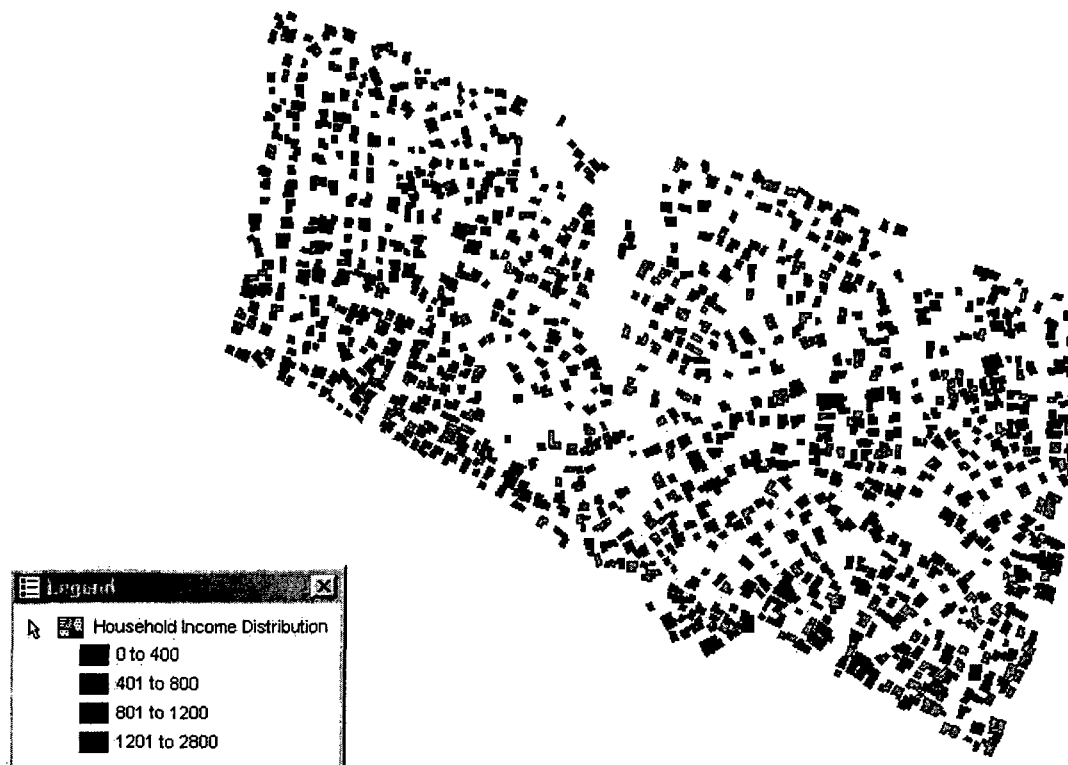 Legend
Household Income Distribution
0 to 400
401 to 800
801 to 1200
1201 to 2800